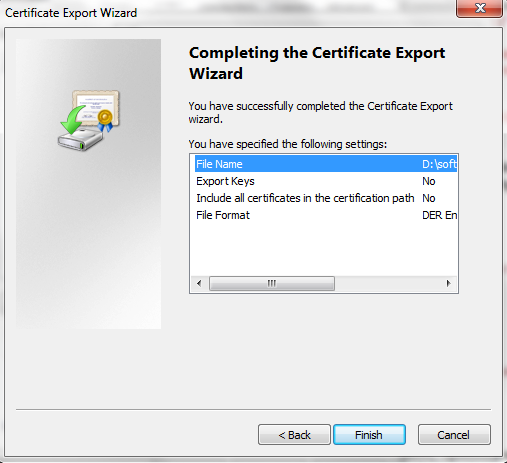 Certificate Export Wizard
Completing the Certificate Export
Wizard
You have successfully completed the Certificate Export
wizard.
You have specified the following settings:
File Name D:\soft
Export Keys No
Include all certificates in the certification path No
File Format DER En
< Back Finish Cancel